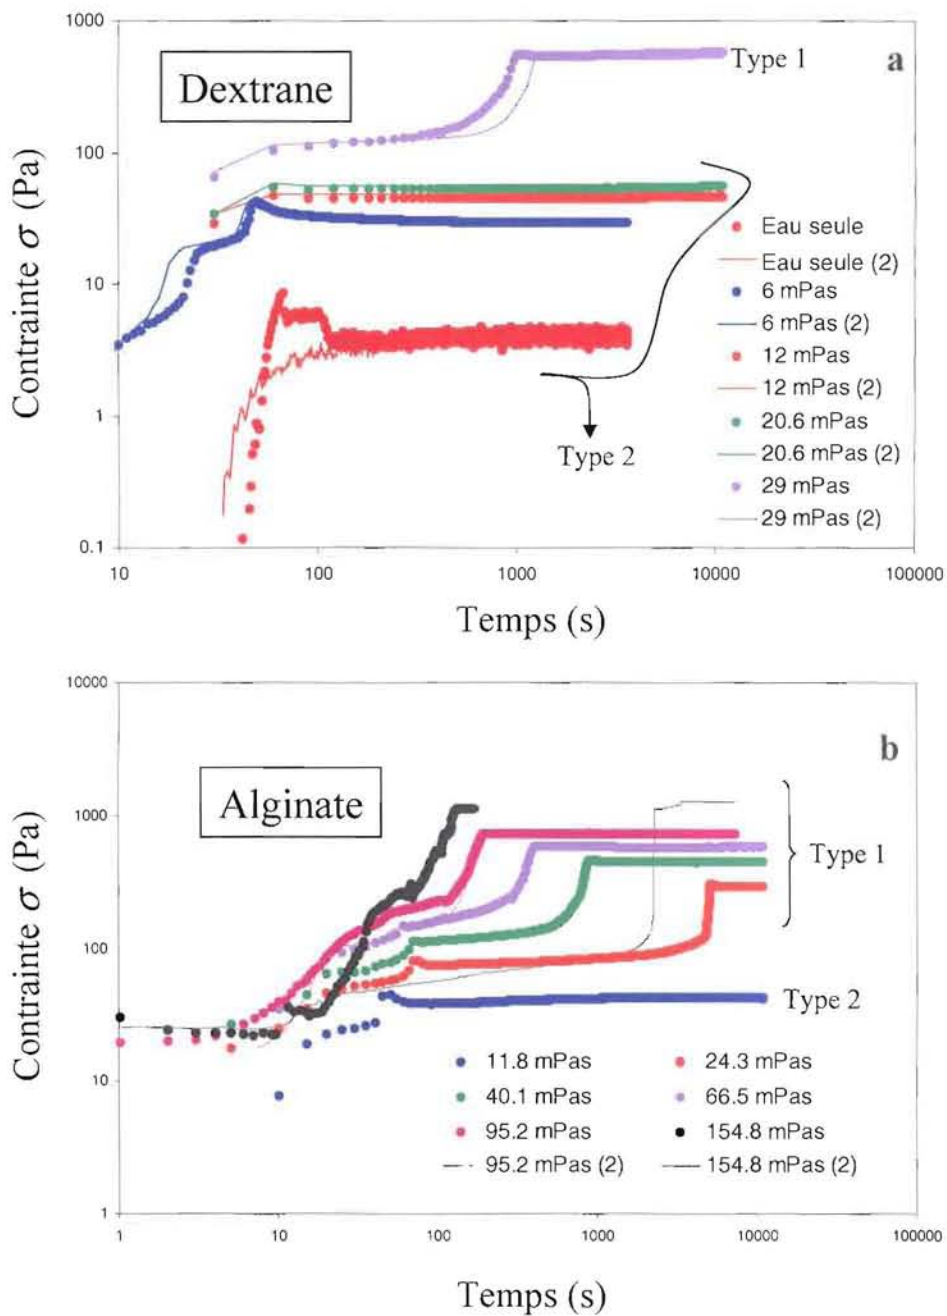 1000
Dextrane
Type 1
a
100
10
1
0.1
Contrainte σ (Pa)
Eau seule
Eau seule (2)
6 mPas
6 mPas (2)
12 mPas
12 mPas (2)
20.6 mPas
20.6 mPas (2)
29 mPas
29 mPas (2)
Type 2
10
100
1000
10000
100000
Temps (s)
10000
b
Alginate
1000
100
10
1
Contrainte σ (Pa)
Type 1
Type 2
11.8 mPas
24.3 mPas
40.1 mPas
66.5 mPas
95.2 mPas
154.8 mPas
95.2 mPas (2)
154.8 mPas (2)
1
10
100
1000
10000
100000
Temps (s)